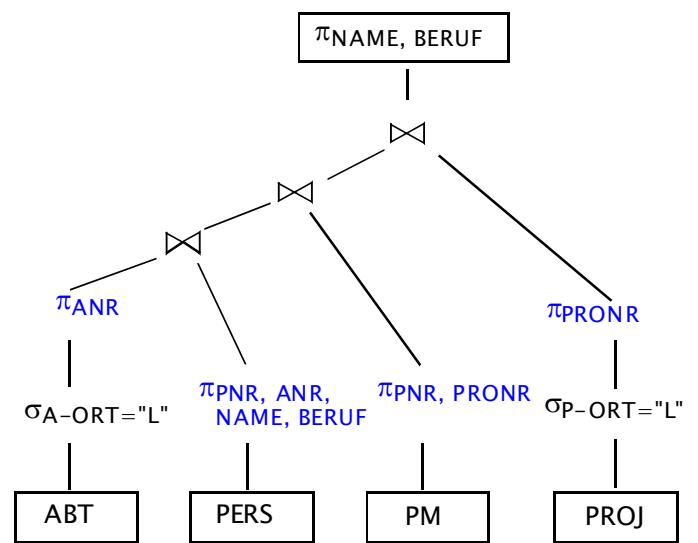 πNAME, BERUF
⋈
⋈
⋈
πANR
πPRONR
πPNR, ANR,
NAME, BERUF
πPNR, PRONR
σA-ORT="L"
σP-ORT="L"
ABT
PERS
PM
PROJ